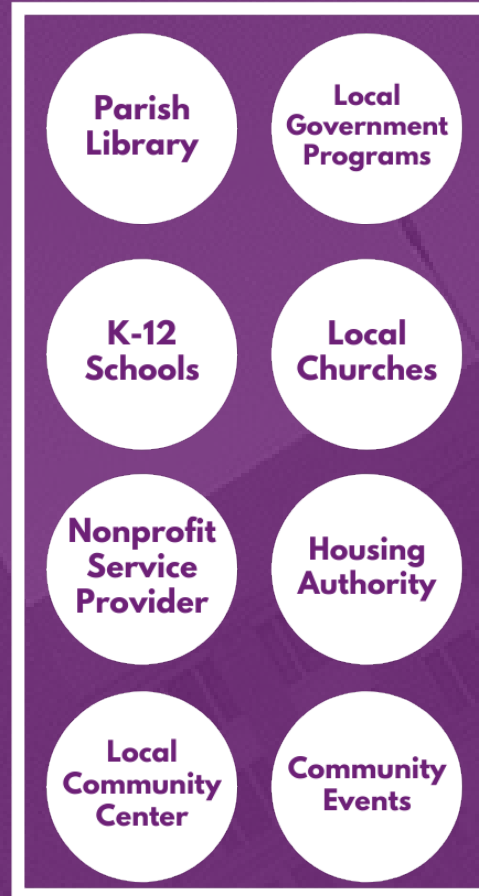 Parish
Library
Local
Government
Programs
K-12
Schools
Local
Churches
Nonprofit
Service
Provider
Housing
Authority
Local
Community
Center
Community
Events